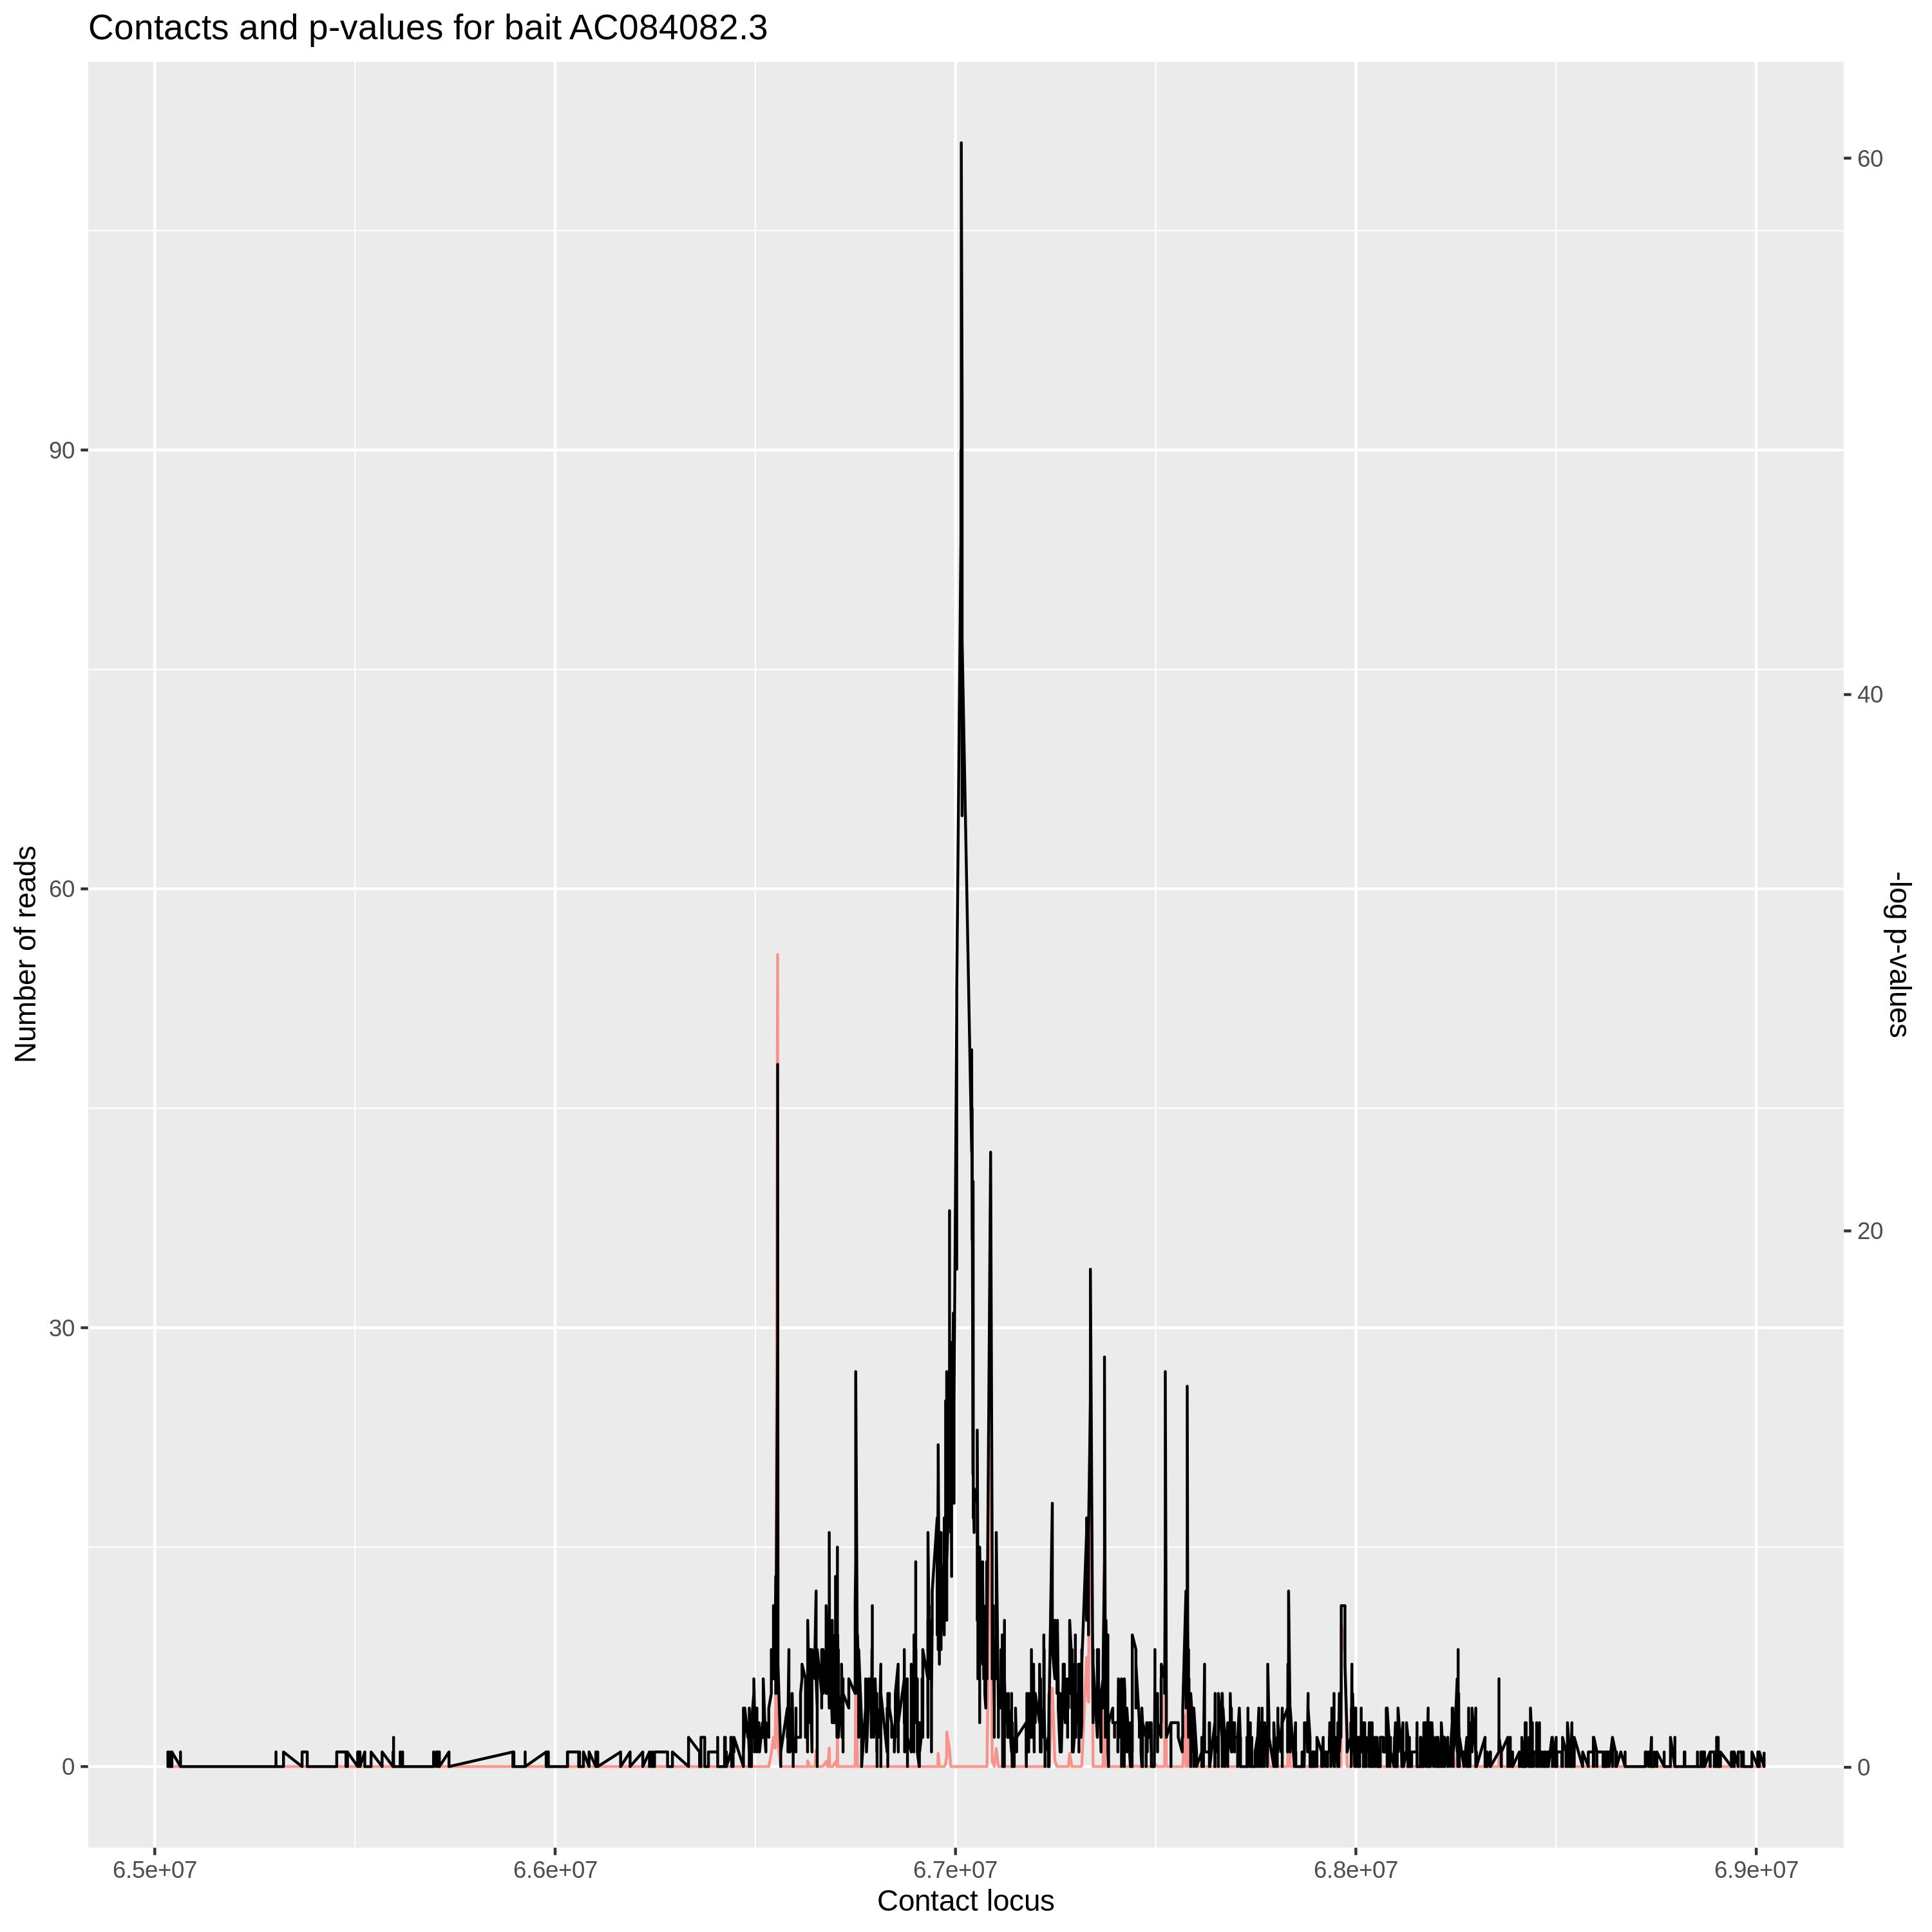 Contacts and p-values for bait AC084082.3
Number of reads
90
60
30
0
60
40
20
0
-log p-values
6.5e+07 6.6e+07 6.7e+07 6.8e+07 6.9e+07
Contact locus